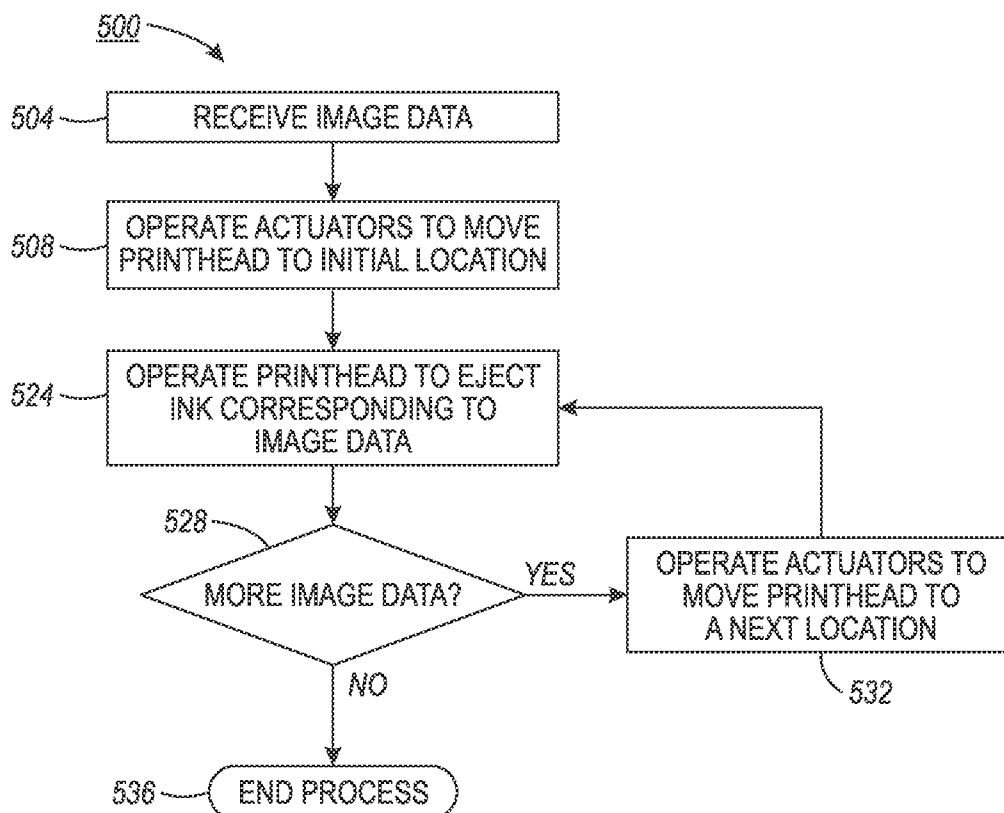 500
504
RECEIVE IMAGE DATA
508
OPERATE ACTUATORS TO MOVE
PRINTHEAD TO INITIAL LOCATION
524
OPERATE PRINTHEAD TO EJECT
INK CORRESPONDING TO
IMAGE DATA
528
MORE IMAGE DATA?
YES
OPERATE ACTUATORS TO
MOVE PRINTHEAD TO
A NEXT LOCATION
532
NO
536
END PROCESS